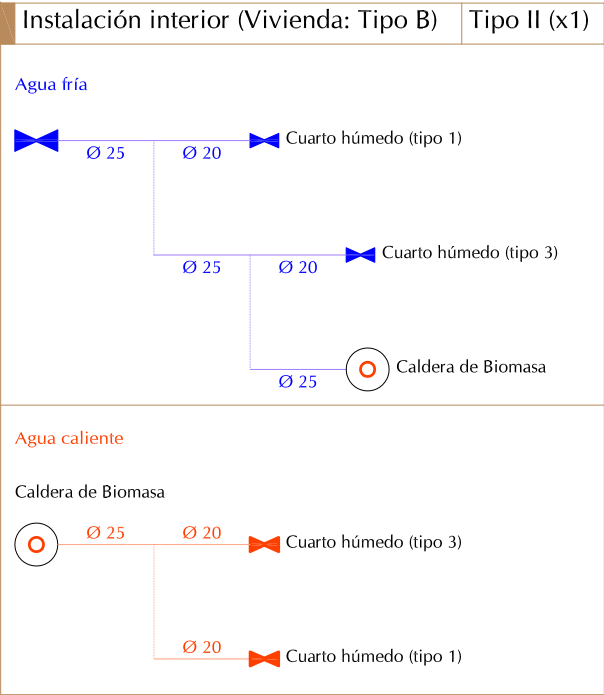 Instalación interior (Vivienda: Tipo B) Tipo II (x1)
Agua fría
Cuarto húmedo (tipo 1)
Ø 25 Ø 20
Cuarto húmedo (tipo 3)
Ø 25 Ø 20
Caldera de Biomasa
Ø 25
Agua caliente
Caldera de Biomasa
Ø 25 Ø 20
Cuarto húmedo (tipo 3)
Ø 20
Cuarto húmedo (tipo 1)